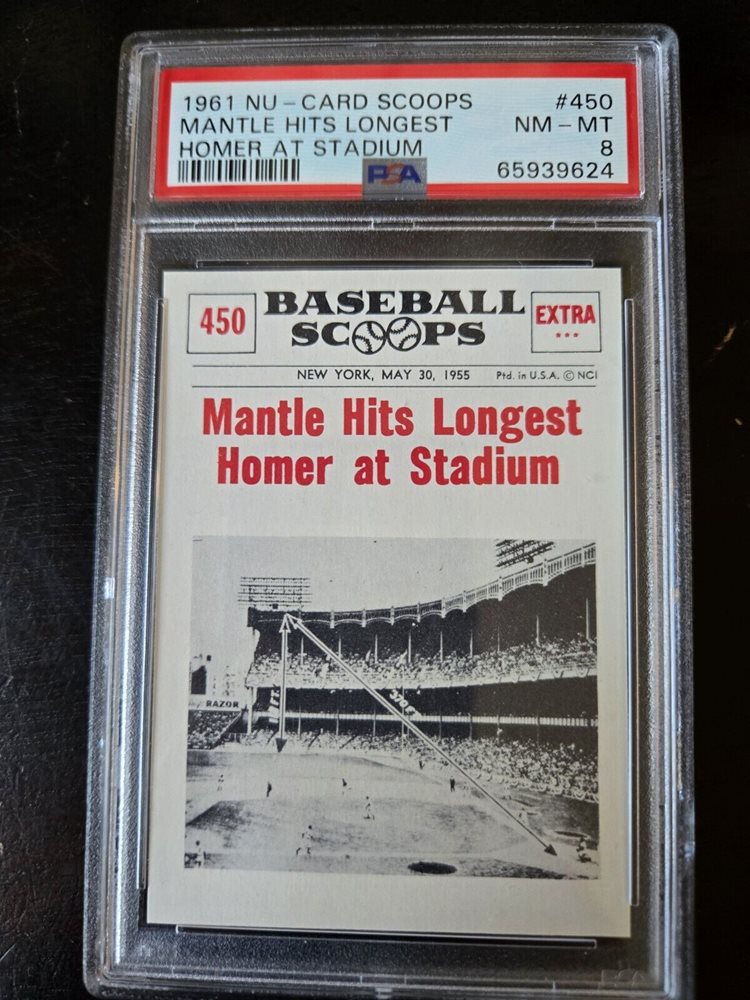 1961 NU-CARD SCOOPS #450
MANTLE HITS LONGEST NM-MT
HOMER AT STADIUM 8
PSA 65939624
450 BASEBALL EXTRA
SCOOPS ***
NEW YORK, MAY 30, 1955 Ptd. in U.S.A. © NCI
Mantle Hits Longest
Homer at Stadium
RAZOR